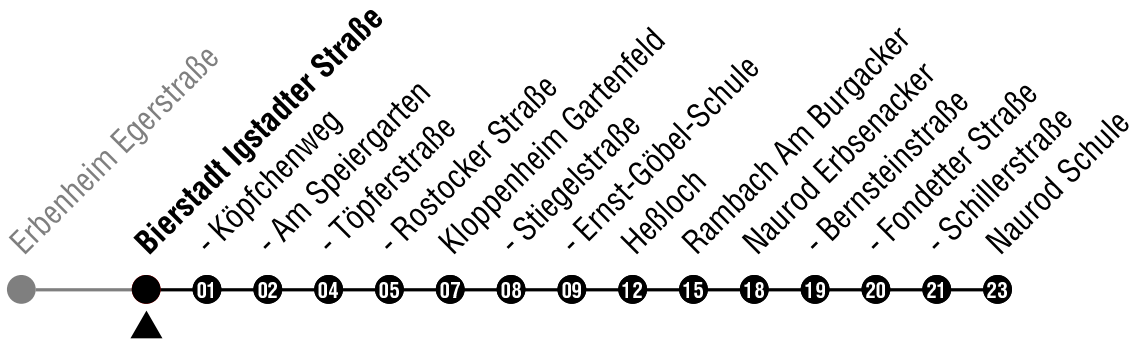 Erbenheim Egerstraße
Bierstadt Igstadter Straße
- Köpfchenweg
- Am Speiergarten
- Töpferstraße
- Rostocker Straße
Kloppenheim Gartenfeld
- Stiegelstraße
- Ernst-Göbel-Schule
Heßloch
Rambach Am Burgacker
Naurod Erbsenacker
- Bernsteinstraße
- Fondetter Straße
- Schillerstraße
Naurod Schule
01 02 04 05 07 08 09 12 15 18 19 20 21 23